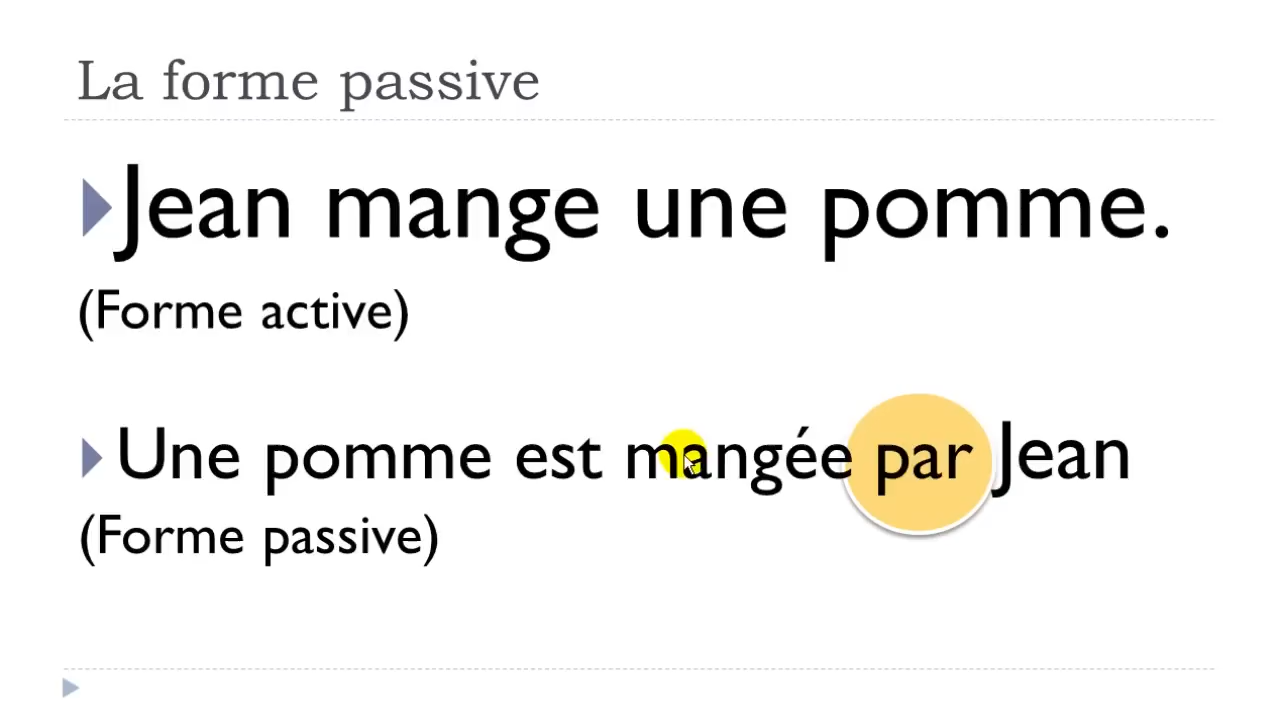 La forme passive
Jean mange une pomme.
(Forme active)
Une pomme est mangée par Jean
(Forme passive)